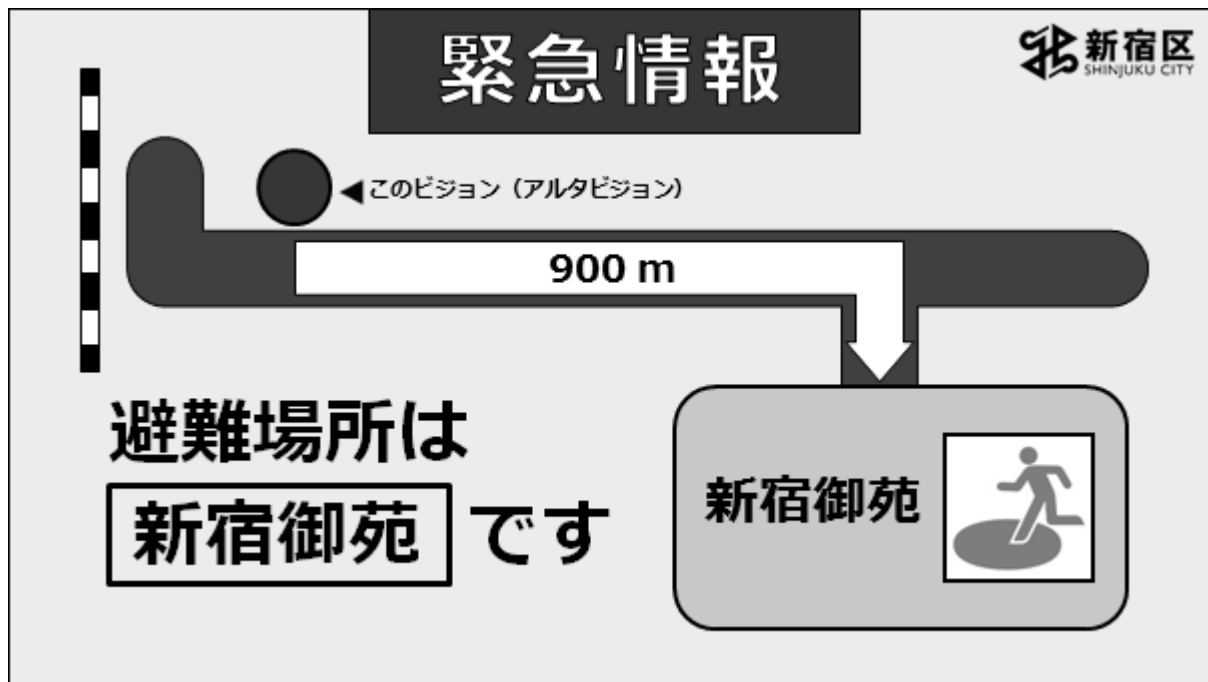 緊急情報
新宿区
SHINJUKU CITY
◀このビジョン（アルタビジョン）
900 m
避難場所は
新宿御苑 です
新宿御苑